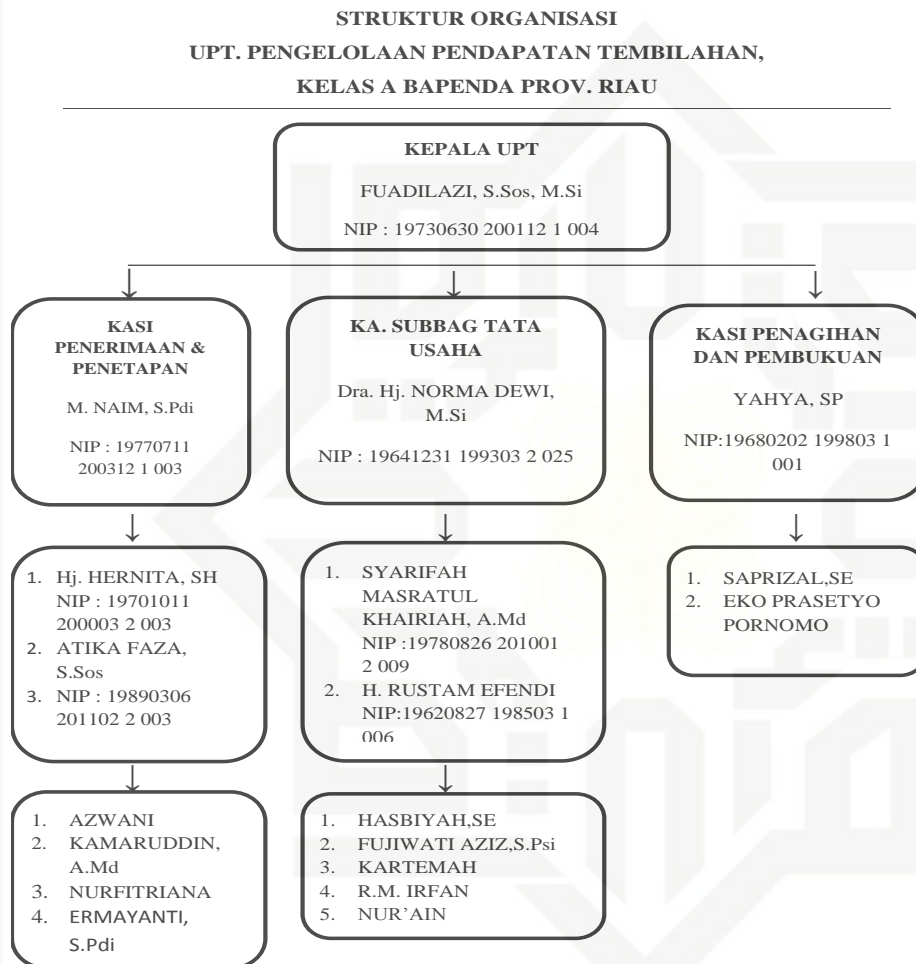 STRUKTUR ORGANISASI
UPT. PENGELOLAAN PENDAPATAN TEMBILAHAN,
KELAS A BAPENDA PROV. RIAU
KEPALA UPT
FUADILAZI, S.Sos, M.Si
NIP : 19730630 200112 1 004
KASI
PENERIMAAN &
PENETAPAN
M. NAIM, S.Pdi
NIP : 19770711
200312 1 003
KA. SUBBAG TATA
USAHA
Dra. Hj. NORMA DEWI,
M.Si
NIP : 19641231 199303 2 025
KASI PENAGIHAN
DAN PEMBUKUAN
YAHYA, SP
NIP:19680202 199803 1
001
1. Hj. HERNITA, SH
NIP : 19701011
200003 2 003
2. ATIKA FAZA,
S.Sos
3. NIP : 19890306
201102 2 003
1. SYARIFAH
MASRATUL
KHAIRIAH, A.Md
NIP :19780826 201001
2 009
2. H. RUSTAM EFENDI
NIP:19620827 198503 1
006
1. SAPRIZAL,SE
2. EKO PRASETYO
PORNOMO
1. AZWANI
2. KAMARUDDIN,
A.Md
3. NURFITRIANA
4. ERMAYANTI,
S.Pdi
1. HASBIYAH,SE
2. FUJIWATI AZIZ,S.Psi
3. KARTEMAH
4. R.M. IRFAN
5. NUR’AIN